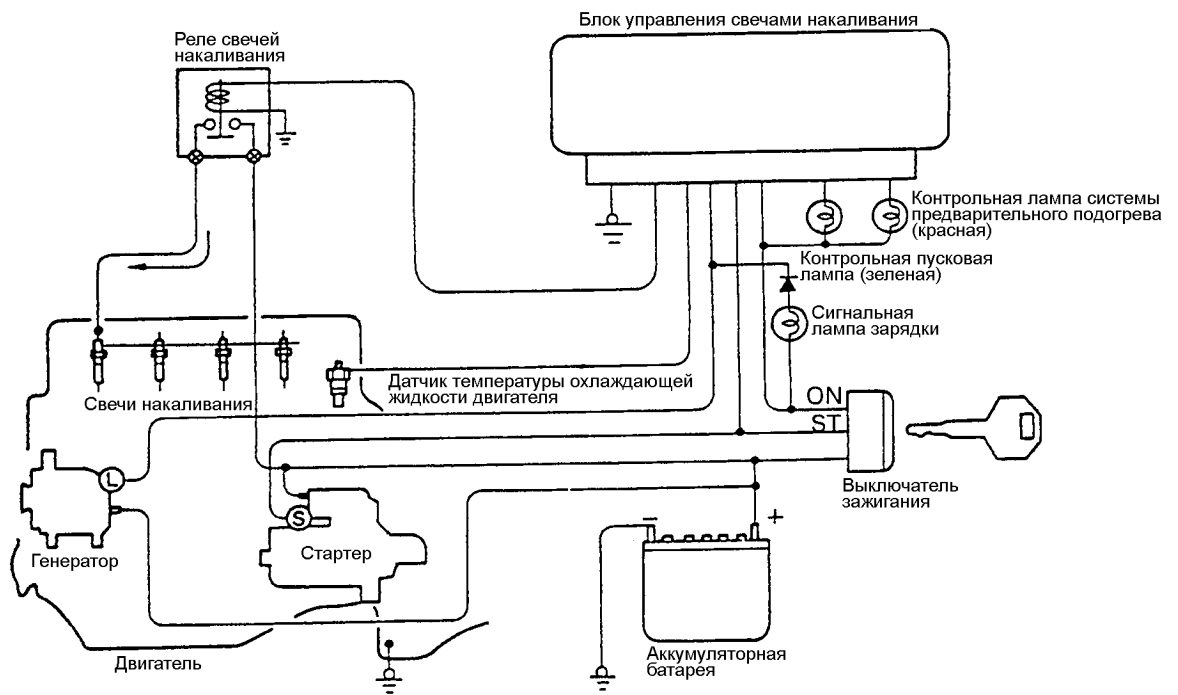 Блок управления свечами накаливания
Реле свечей
накаливания
Контрольная лампа системы
предварительного подогрева
(красная)
Контрольная пусковая
лампа (зеленая)
Сигнальная
лампа зарядки
Датчик температуры охлаждающей
жидкости двигателя
Свечи накаливания
ON
ST
L
Выключатель
зажигания
S
+
–
Стартер
Генератор
Двигатель
Аккумуляторная
батарея